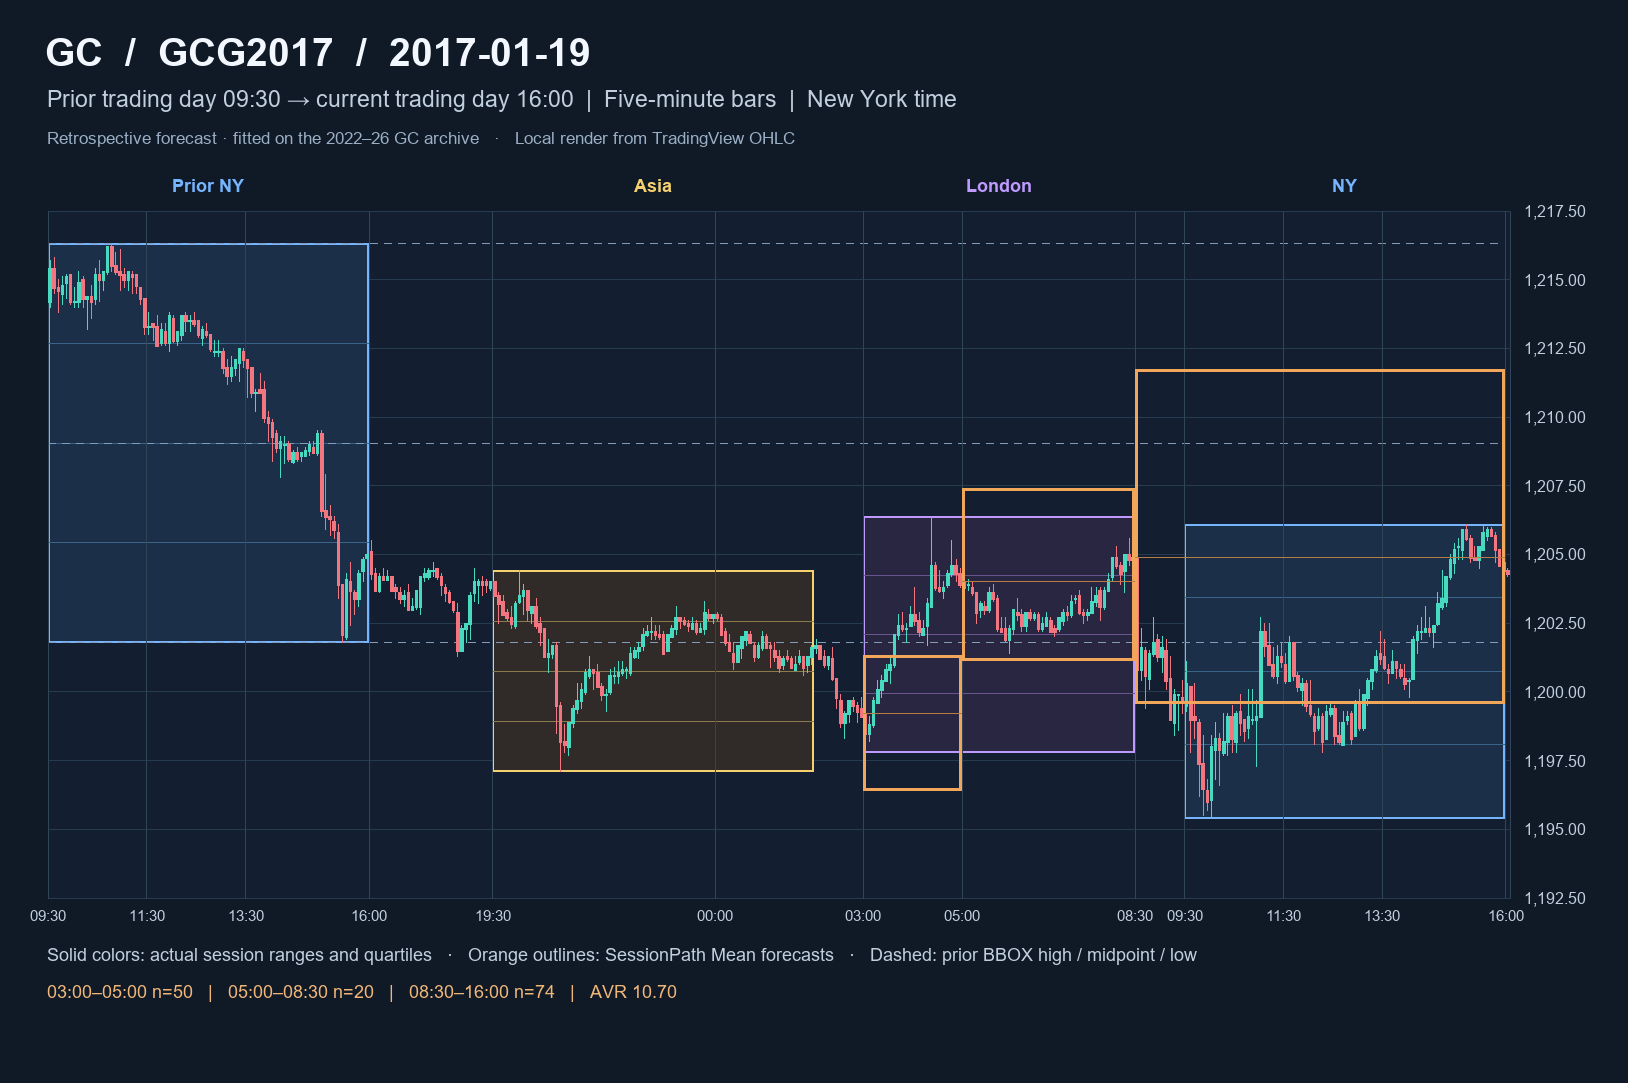 GC / GCG2017 / 2017-01-19
Prior trading day 09:30 → current trading day 16:00 | Five-minute bars | New York time
Retrospective forecast · fitted on the 2022–26 GC archive · Local render from TradingView OHLC
Prior NY Asia London NY
1,217.50
1,215.00
1,212.50
1,210.00
1,207.50
1,205.00
1,202.50
1,200.00
1,197.50
1,195.00
1,192.50
09:30 11:30 13:30 16:00 19:30 00:00 03:00 05:00 08:30 09:30 11:30 13:30 16:00
Solid colors: actual session ranges and quartiles · Orange outlines: SessionPath Mean forecasts · Dashed: prior BBOX high / midpoint / low
03:00–05:00 n=50 | 05:00–08:30 n=20 | 08:30–16:00 n=74 | AVR 10.70